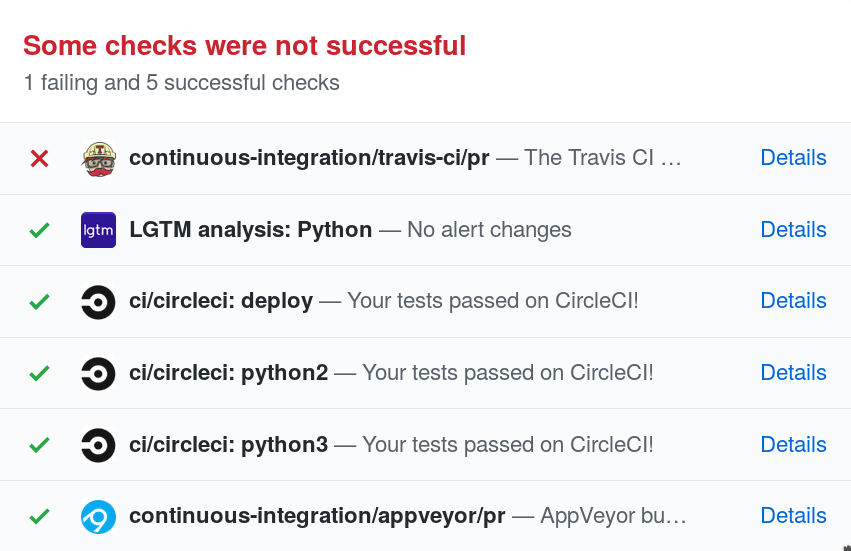 Some checks were not successful
1 failing and 5 successful checks
continuous-integration/travis-ci/pr — The Travis CI … Details
lgtm LGTM analysis: Python — No alert changes Details
ci/circleci: deploy — Your tests passed on CircleCI! Details
ci/circleci: python2 — Your tests passed on CircleCI! Details
ci/circleci: python3 — Your tests passed on CircleCI! Details
continuous-integration/appveyor/pr — AppVeyor bu… Details